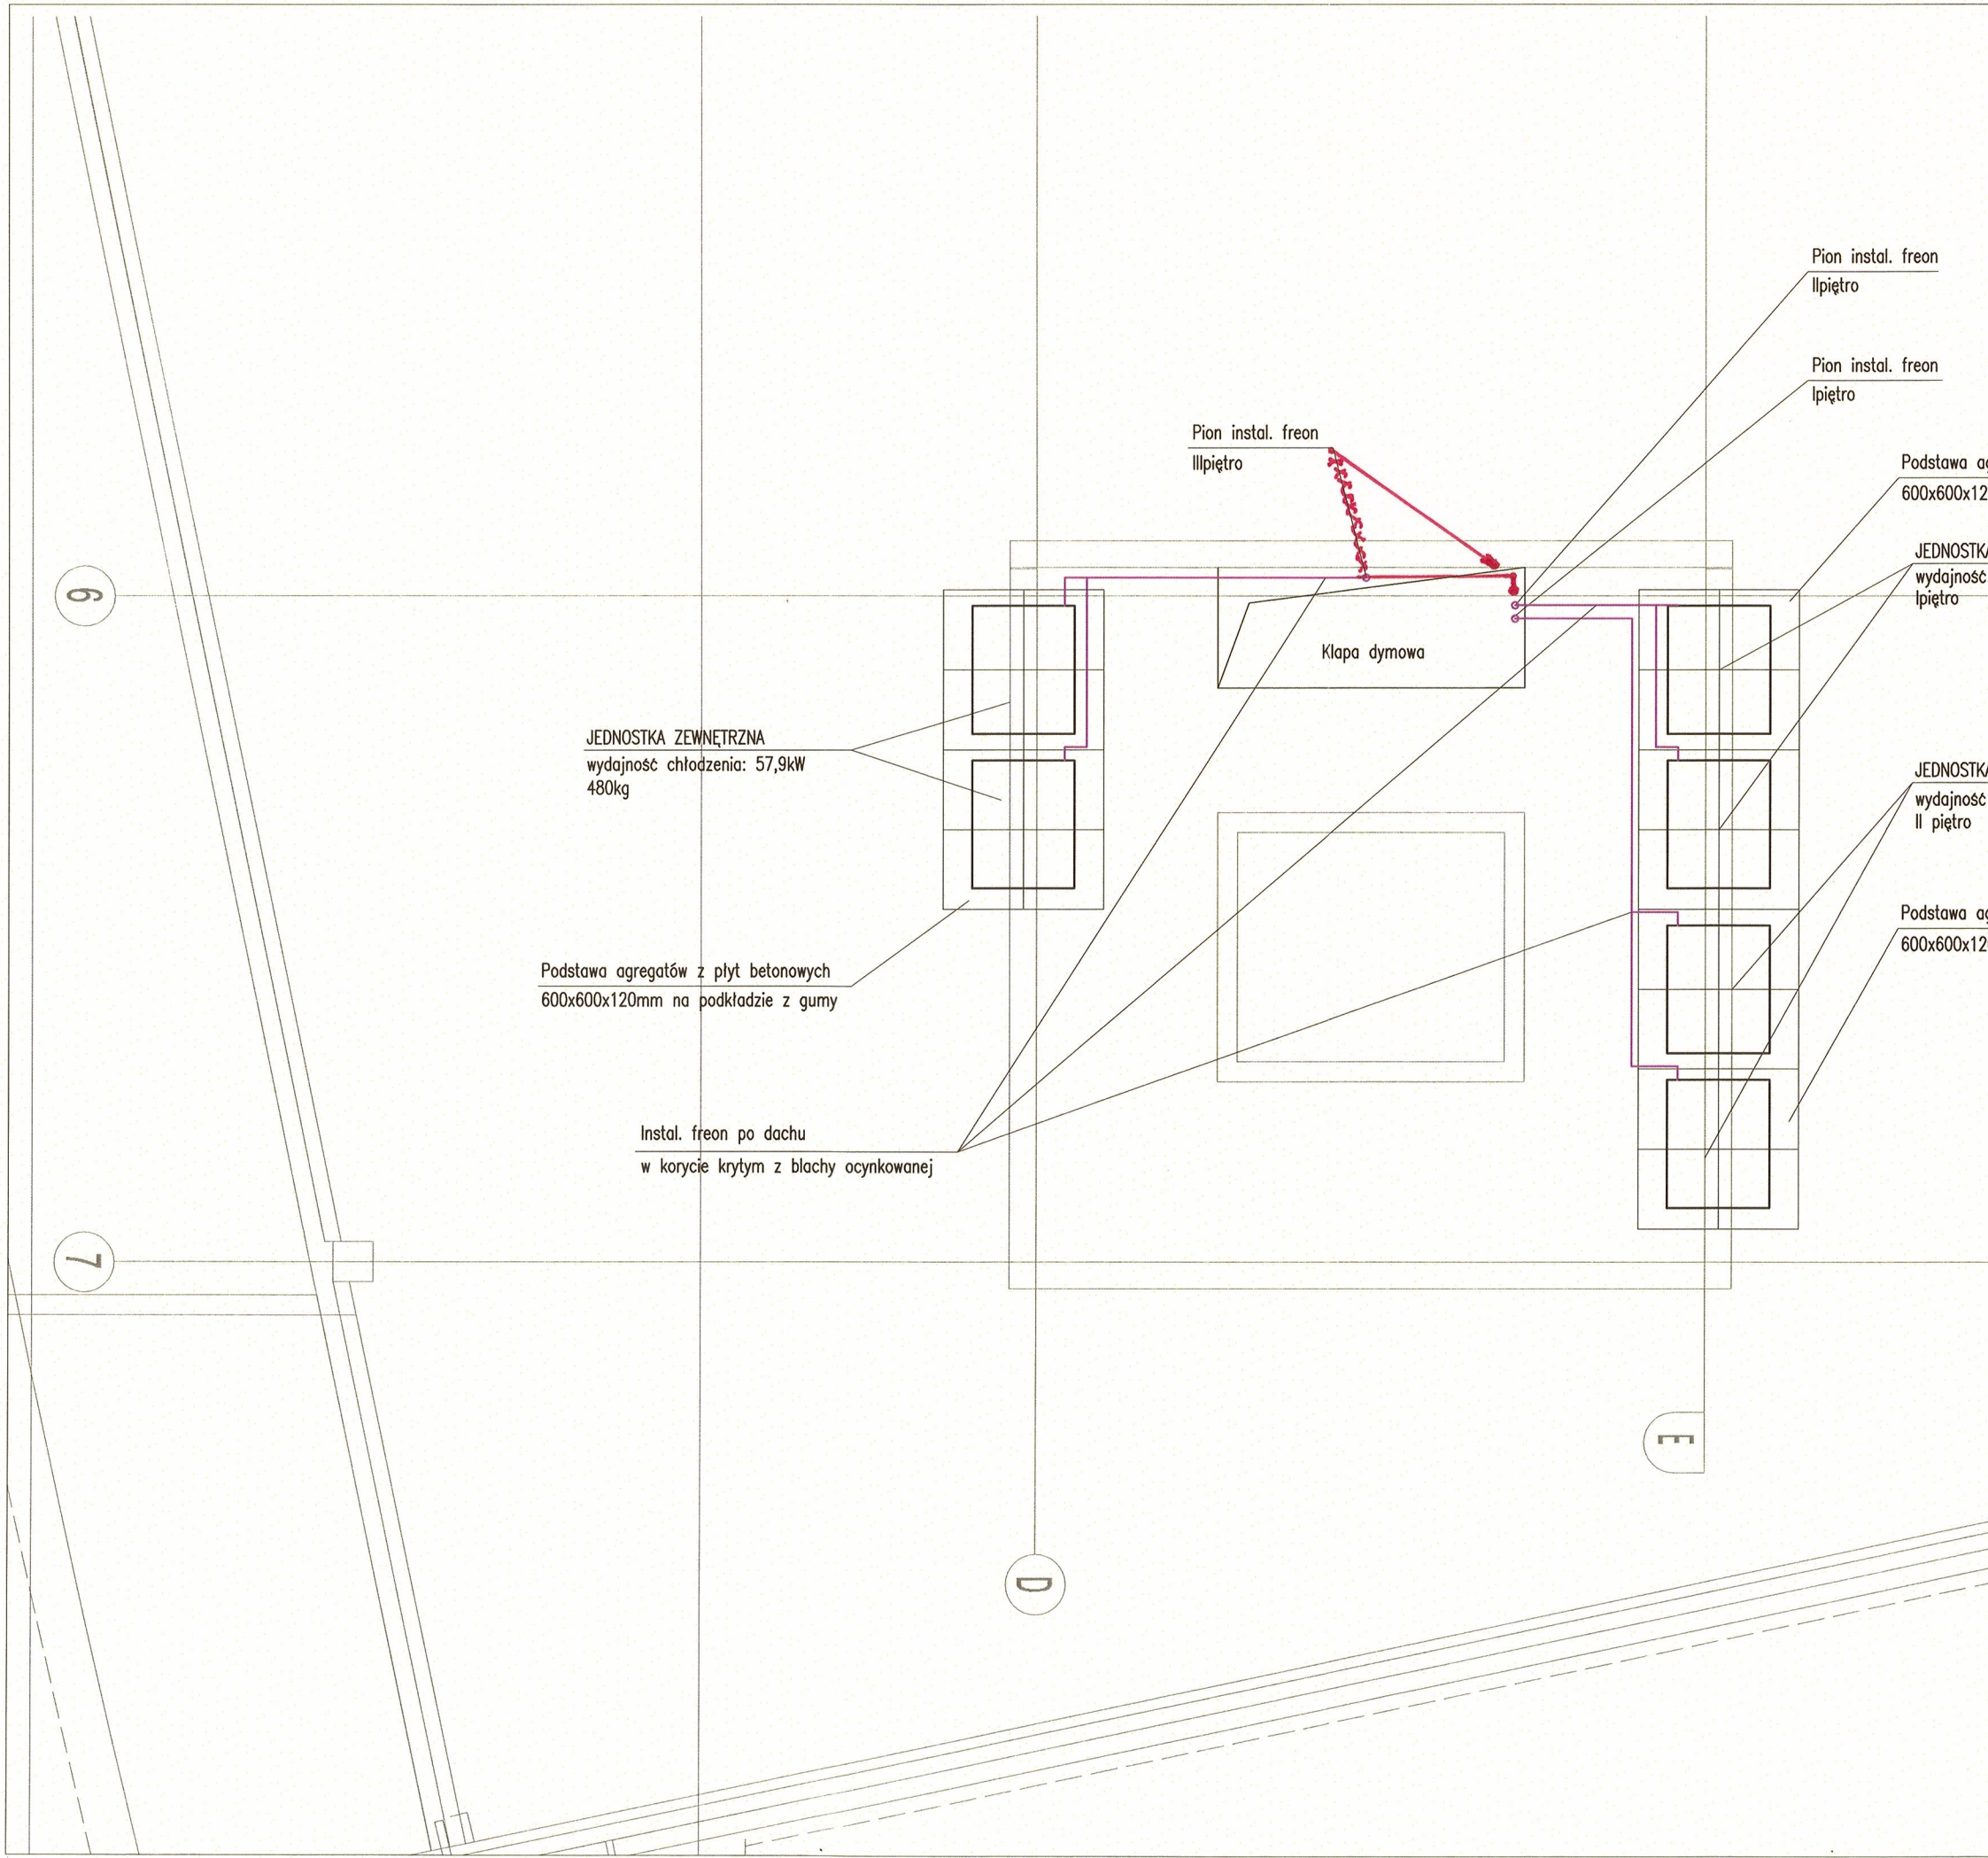 Pion instal. freon
IIpiętro
Pion instal. freon
Ipiętro
Pion instal. freon
IIIpiętro
Podstawa
600x600x12
JEDNOSTKA
wydajność
Ipiętro
6
Klapa dymowa
JEDNOSTKA ZEWNĘTRZNA
wydajność chłodzenia: 57,9kW
480kg
JEDNOSTKA
wydajność
II piętro
Podstawa
600x600x12
Podstawa agregatów z płyt betonowych
600x600x120mm na podkładzie z gumy
Instal. freon po dachu
w korycie krytym z blachy ocynkowanej
7
E
D